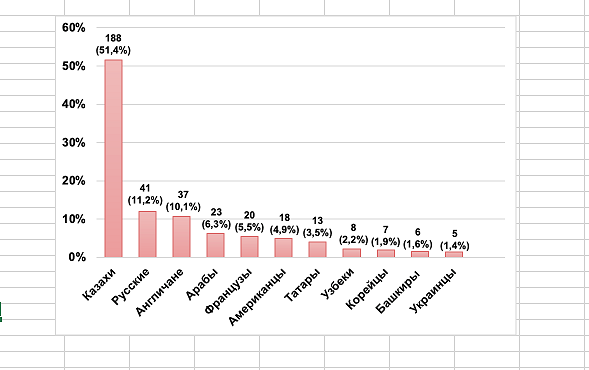 60%
50%
40%
30%
20%
10%
0%
188
(51,4%)
41
(11,2%)
37
(10,1%)
23
(6,3%)
20
(5,5%)
18
(4,9%)
13
(3,5%)
8
(2,2%)
7
(1,9%)
6
(1,6%)
5
(1,4%)
Казахи
Русские
Англичане
Арабы
Французы
Американцы
Татары
Узбеки
Корейцы
Башкиры
Украинцы